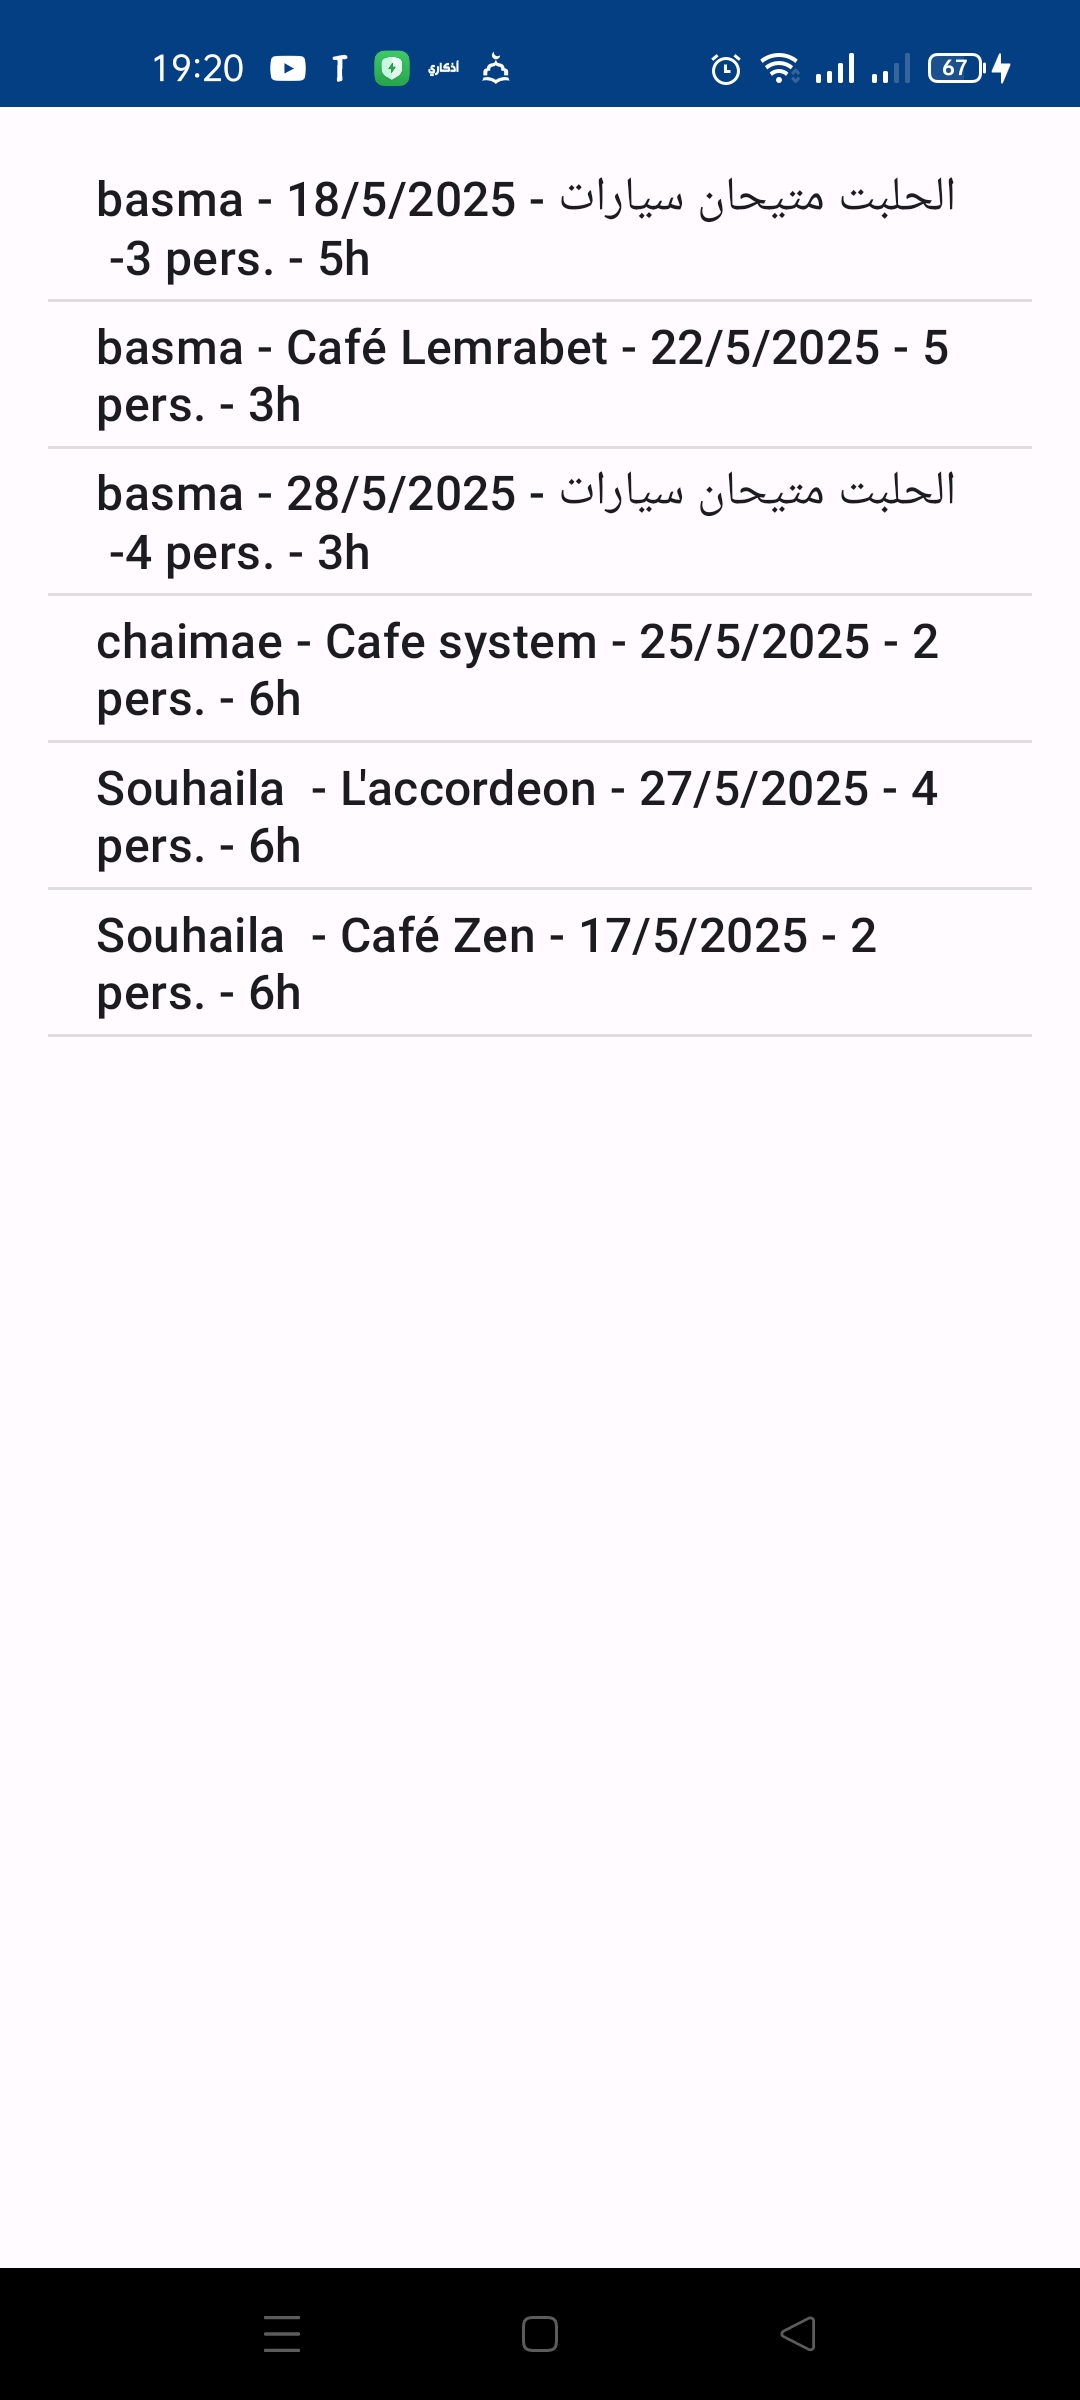 19:20 أذكاري 67
basma - 18/5/2025 - الحلبت متيحان سيارات
-3 pers. - 5h
basma - Café Lemrabet - 22/5/2025 - 5
pers. - 3h
basma - 28/5/2025 - الحلبت متيحان سيارات
-4 pers. - 3h
chaimae - Cafe system - 25/5/2025 - 2
pers. - 6h
Souhaila  - L'accordeon - 27/5/2025 - 4
pers. - 6h
Souhaila  - Café Zen - 17/5/2025 - 2
pers. - 6h